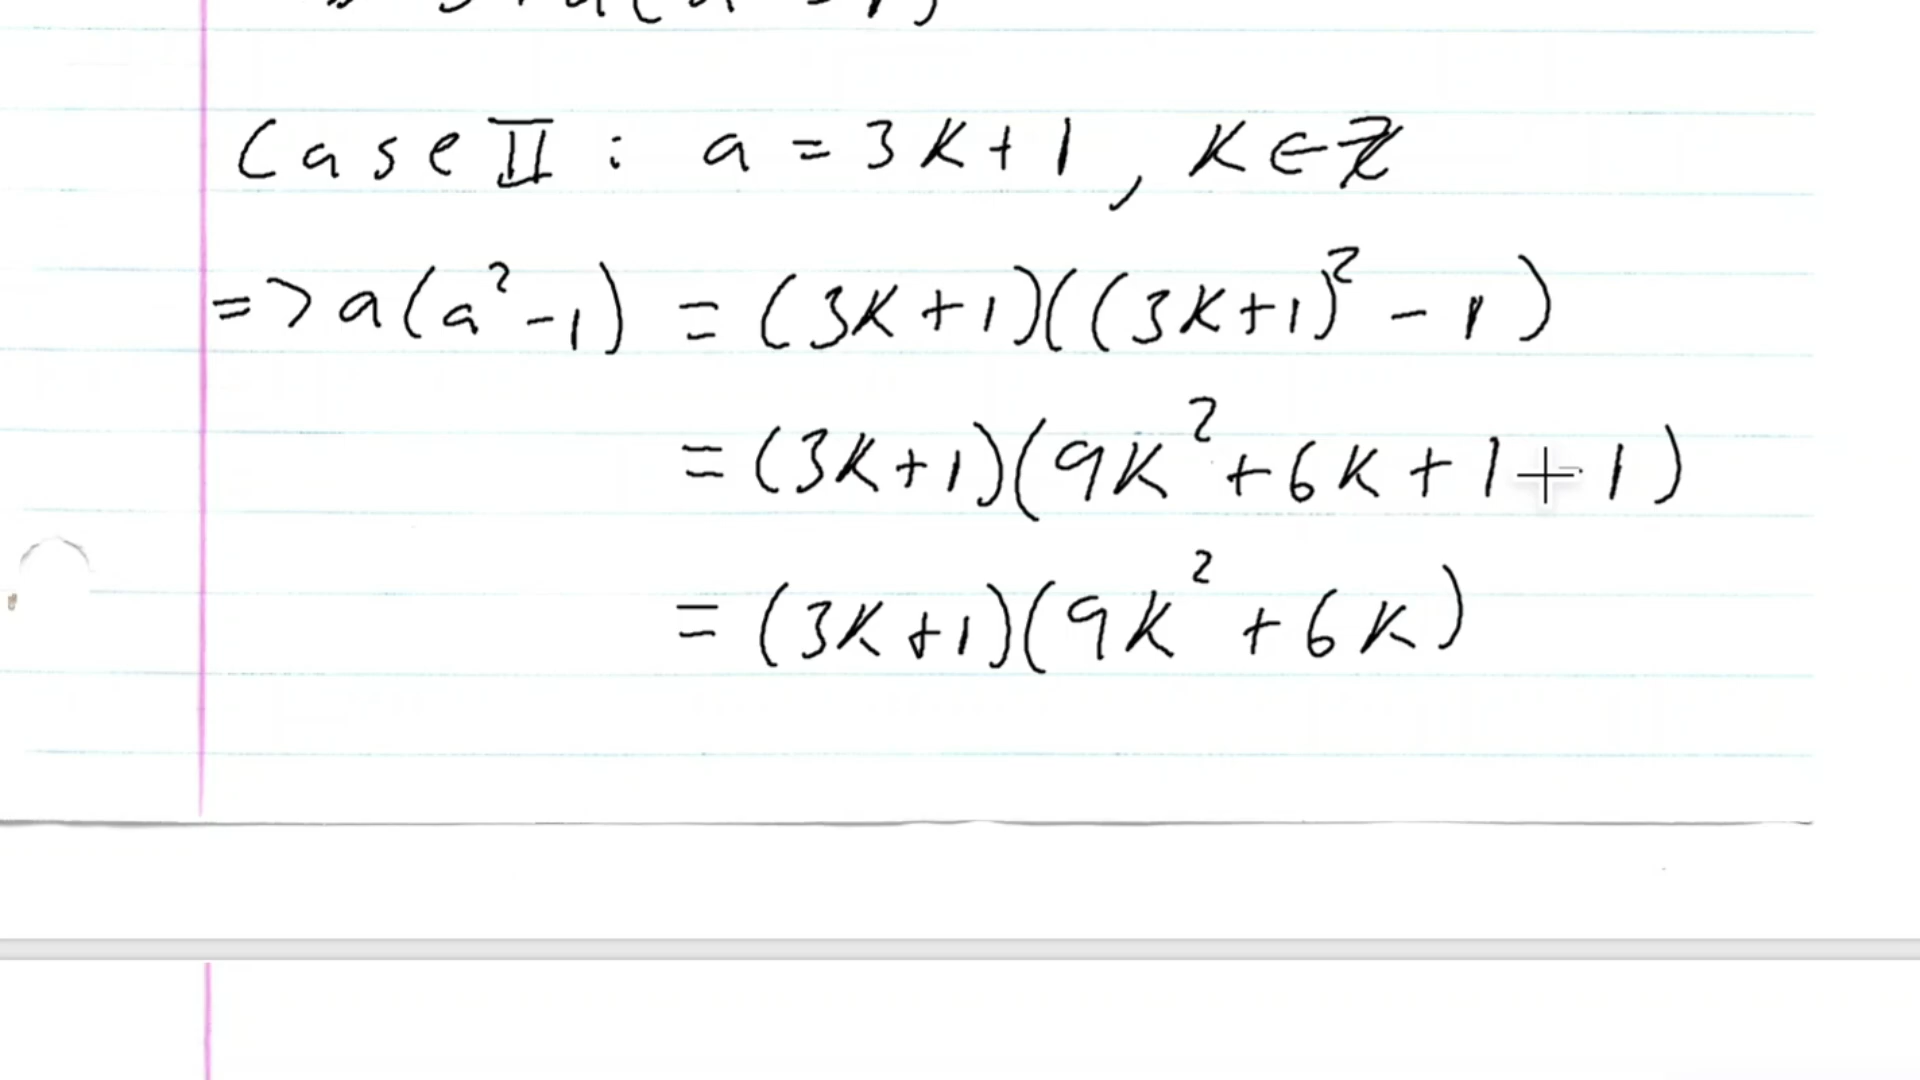 Case II : a = 3k+1, k∈ℤ
=> a(a²-1) = (3k+1)((3k+1)² - 1)
= (3k+1)(9k² + 6k + 1 - 1)
= (3k+1)(9k² + 6k)